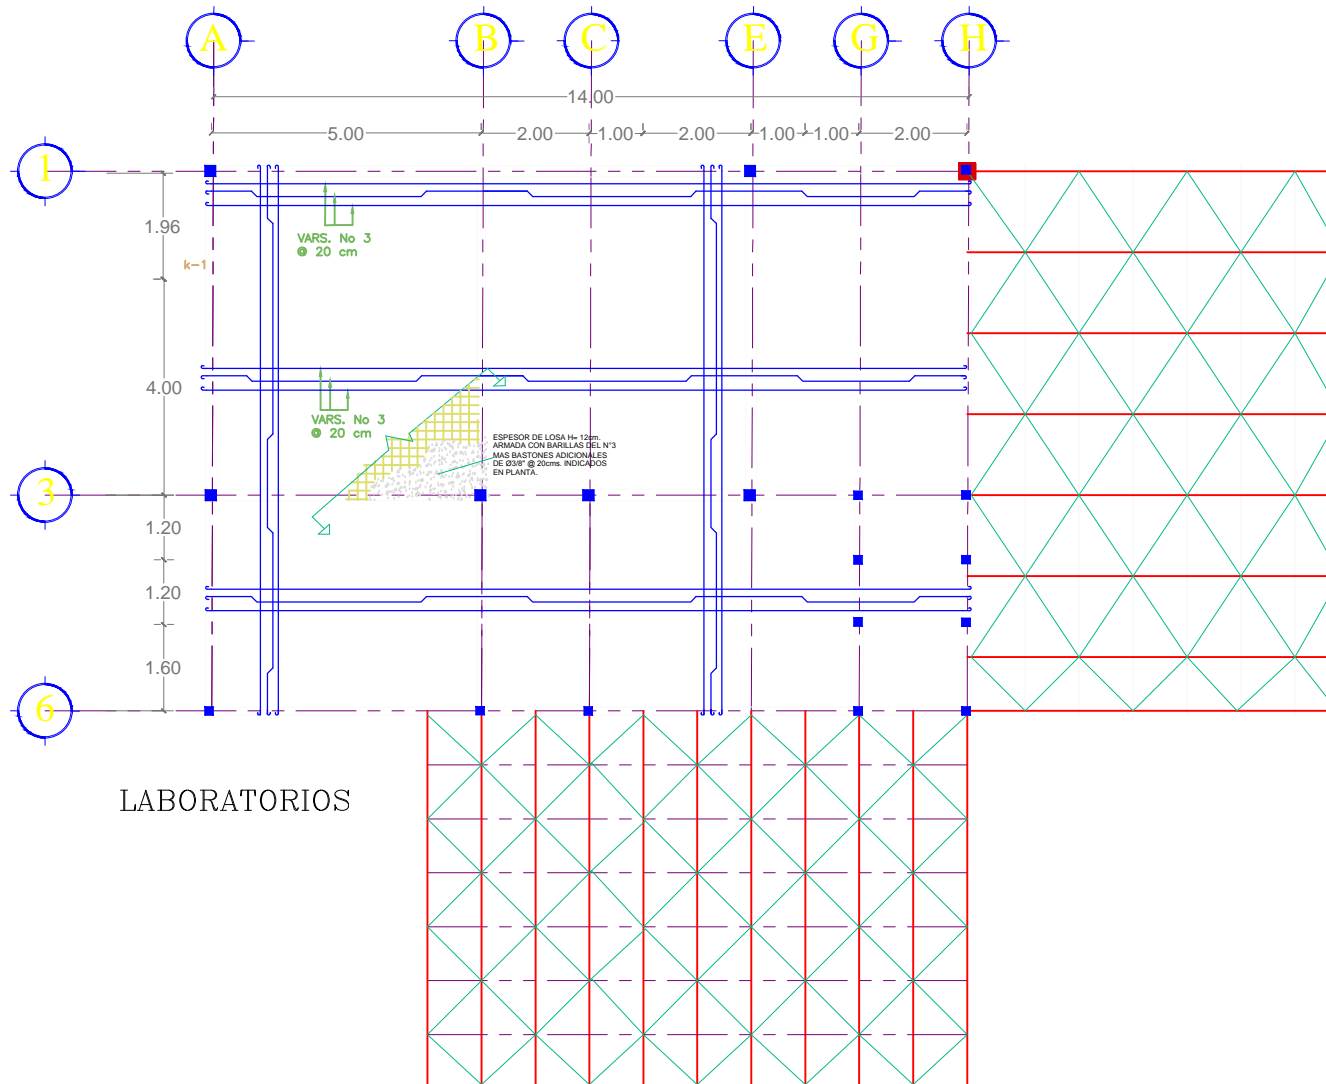 A B C E G H
14.00
5.00 2.00 1.00 2.00 1.00 1.00 2.00
1
1.96
VARS. No 3
@ 20 cm
k-1
4.00
VARS. No 3
@ 20 cm
ESPESOR DE LOSA H= 12cm.
ARMADA CON BARILLAS DEL N°3
MAS BASTONES ADICIONALES
DE Ø3/8" @ 20cms. INDICADOS
EN PLANTA.
3
1.20
1.20
1.60
6
LABORATORIOS